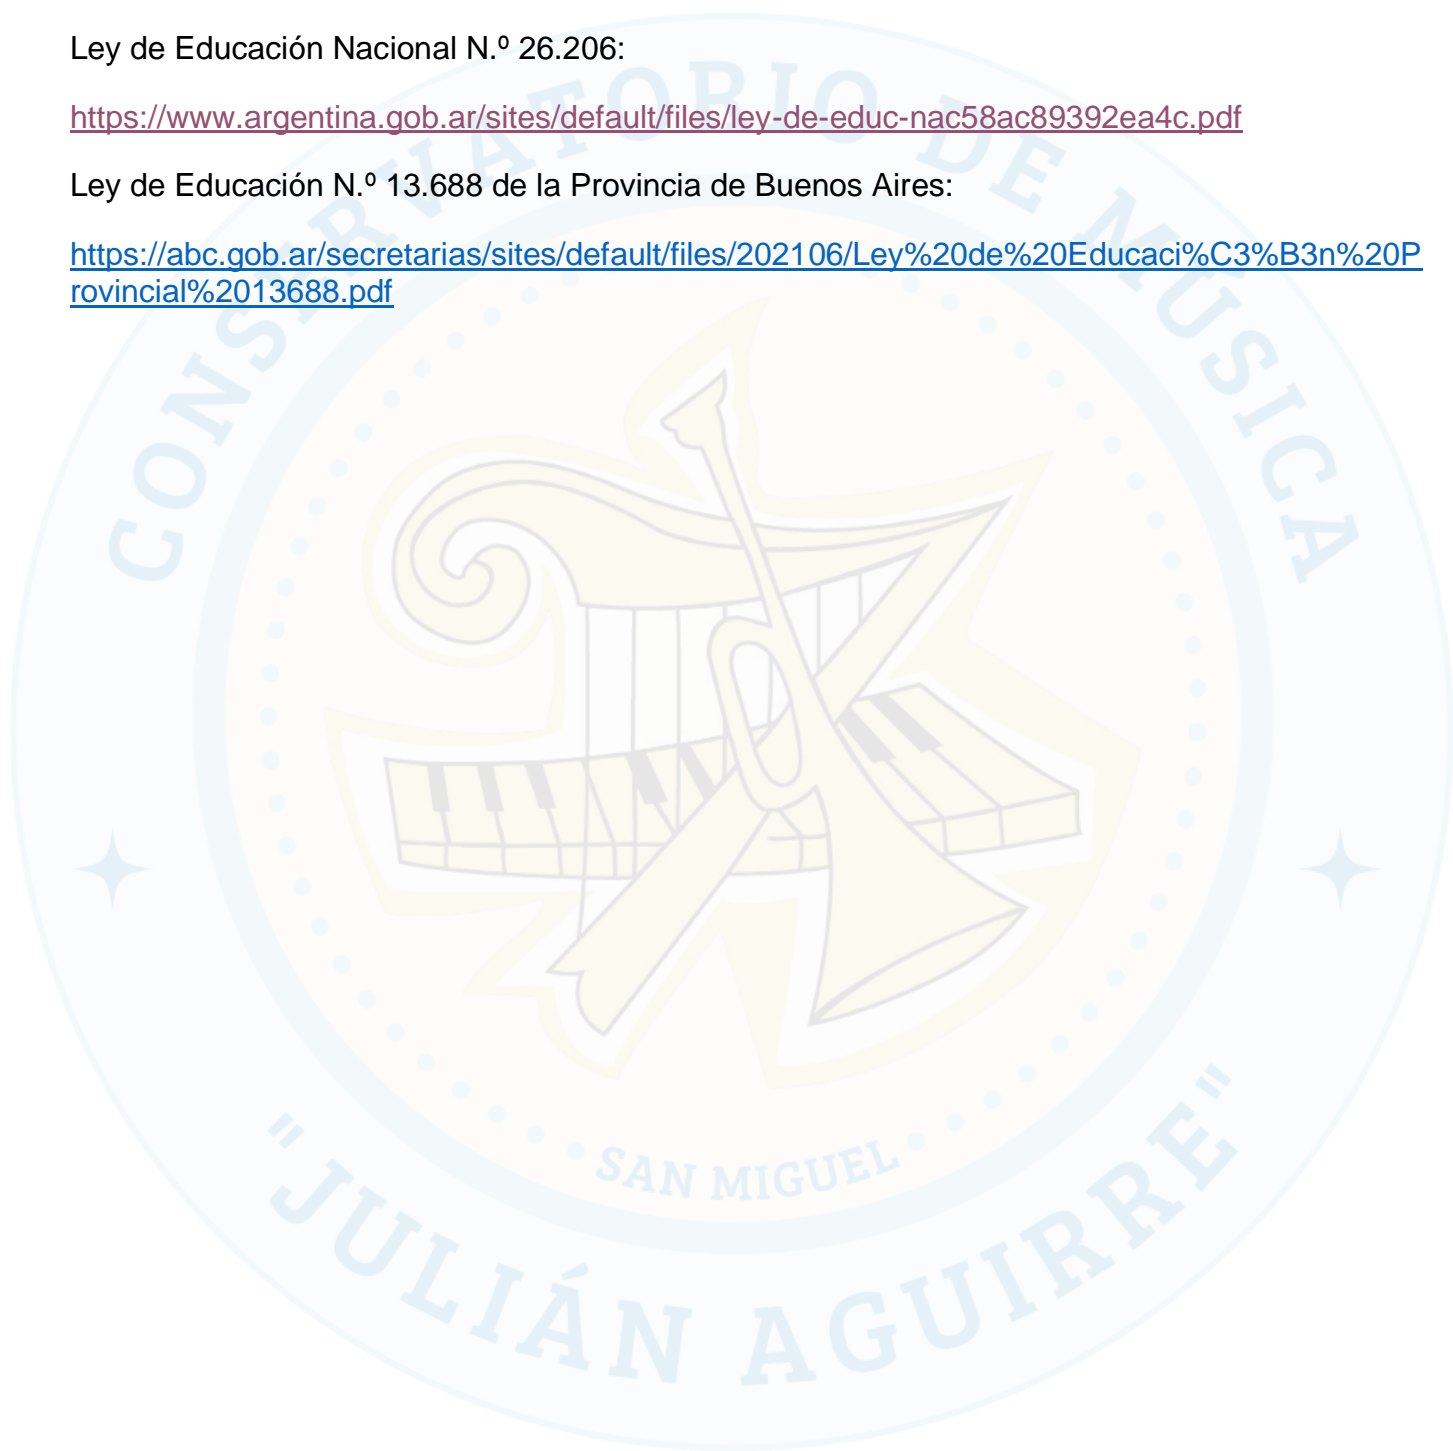 Ley de Educación Nacional N.º 26.206:
https://www.argentina.gob.ar/sites/default/files/ley-de-educ-nac58ac89392ea4c.pdf
Ley de Educación N.º 13.688 de la Provincia de Buenos Aires:
https://abc.gob.ar/secretarias/sites/default/files/202106/Ley%20de%20Educaci%C3%B3n%20P
rovincial%2013688.pdf
CONSERVATORIO DE MÚSICA
SAN MIGUEL
"JULIÁN AGUIRRE"